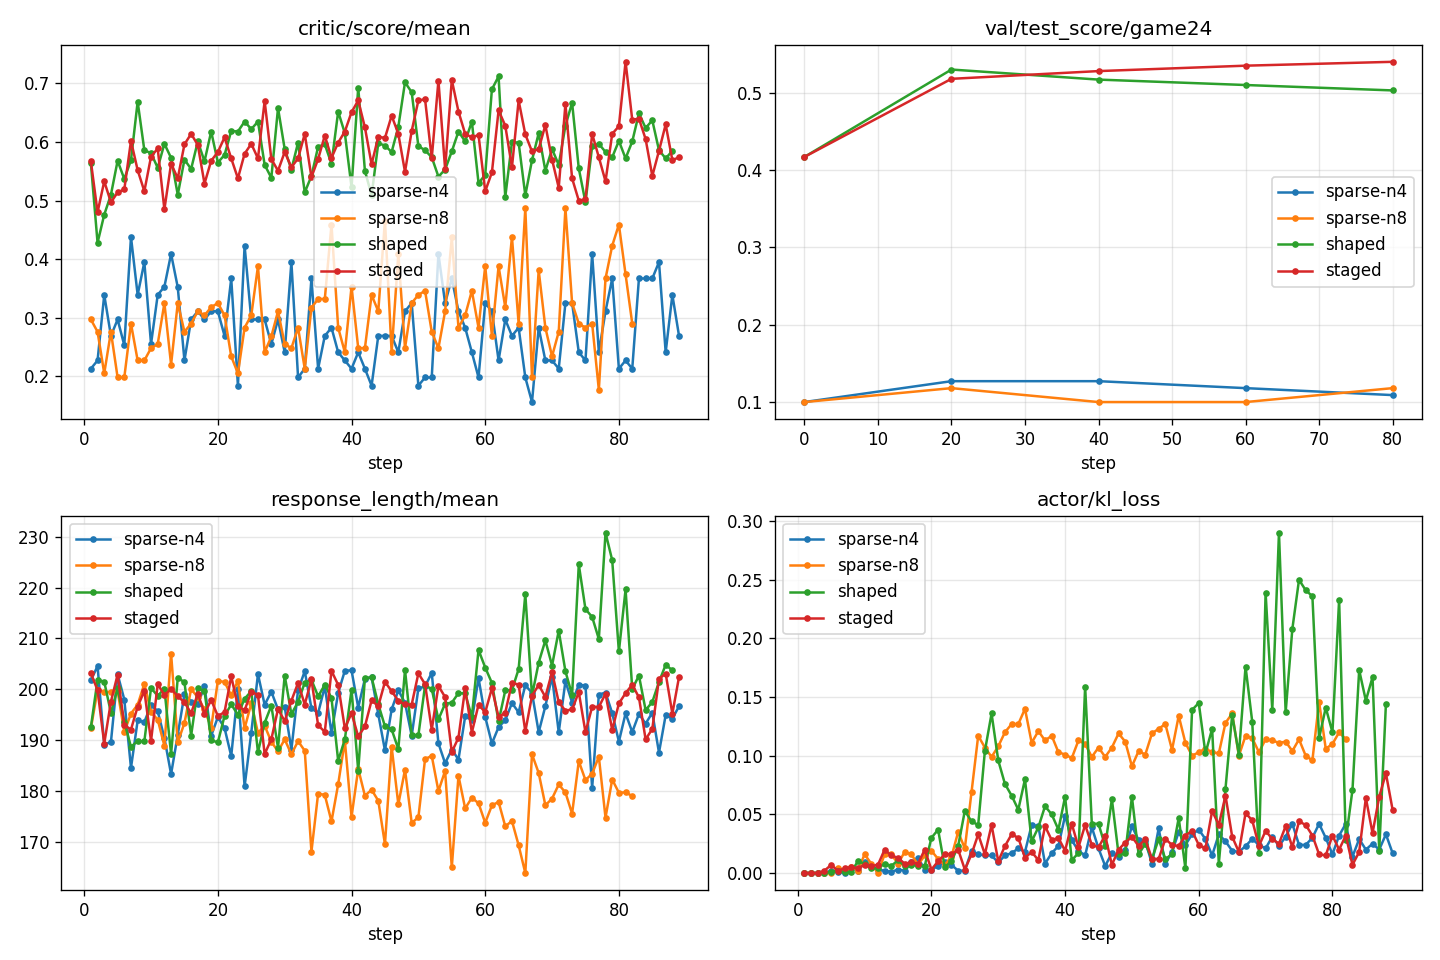 critic/score/mean
0.7
0.6
0.5
0.4
0.3
0.2
sparse-n4
sparse-n8
shaped
staged
0 20 40 60 80
step
val/test_score/game24
0.5
0.4
0.3
0.2
0.1
sparse-n4
sparse-n8
shaped
staged
0 10 20 30 40 50 60 70 80
step
response_length/mean
230
220
210
200
190
180
170
sparse-n4
sparse-n8
shaped
staged
0 20 40 60 80
step
actor/kl_loss
0.30
0.25
0.20
0.15
0.10
0.05
0.00
sparse-n4
sparse-n8
shaped
staged
0 20 40 60 80
step